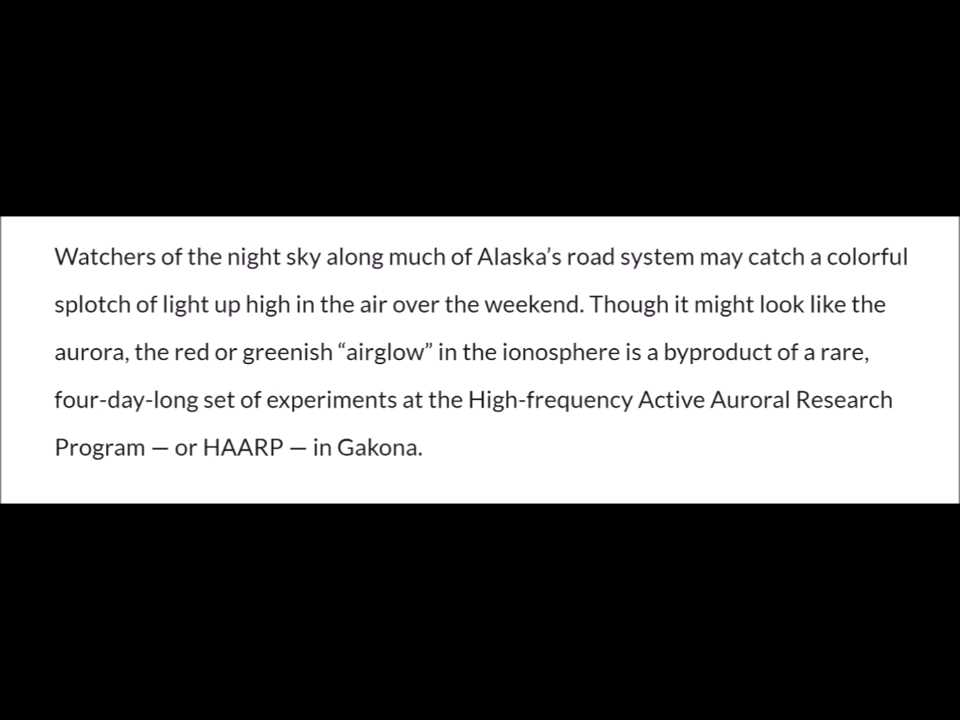 Watchers of the night sky along much of Alaska’s road system may catch a colorful
splotch of light up high in the air over the weekend. Though it might look like the
aurora, the red or greenish “airglow” in the ionosphere is a byproduct of a rare,
four-day-long set of experiments at the High-frequency Active Auroral Research
Program — or HAARP — in Gakona.